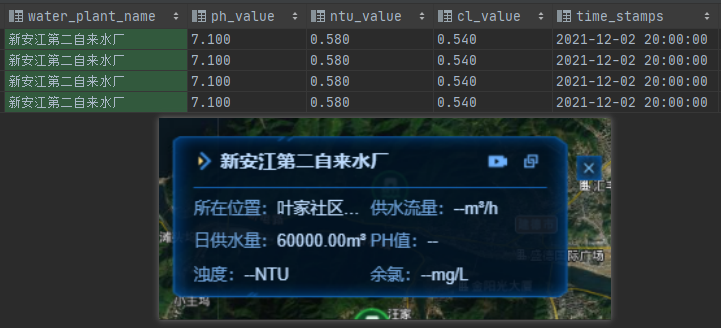 water_plant_name ph_value ntu_value cl_value time_stamps
新安江第二自来水厂 7.100 0.580 0.540 2021-12-02 20:00:00
新安江第二自来水厂 7.100 0.580 0.540 2021-12-02 20:00:00
新安江第二自来水厂 7.100 0.580 0.540 2021-12-02 20:00:00
新安江第二自来水厂 7.100 0.580 0.540 2021-12-02 20:00:00
新安江第二自来水厂
所在位置：叶家社区... 供水流量：--m³/h
日供水量：60000.00m³ PH值：--
浊度：--NTU 余氯：--mg/L
国际广场
汪家